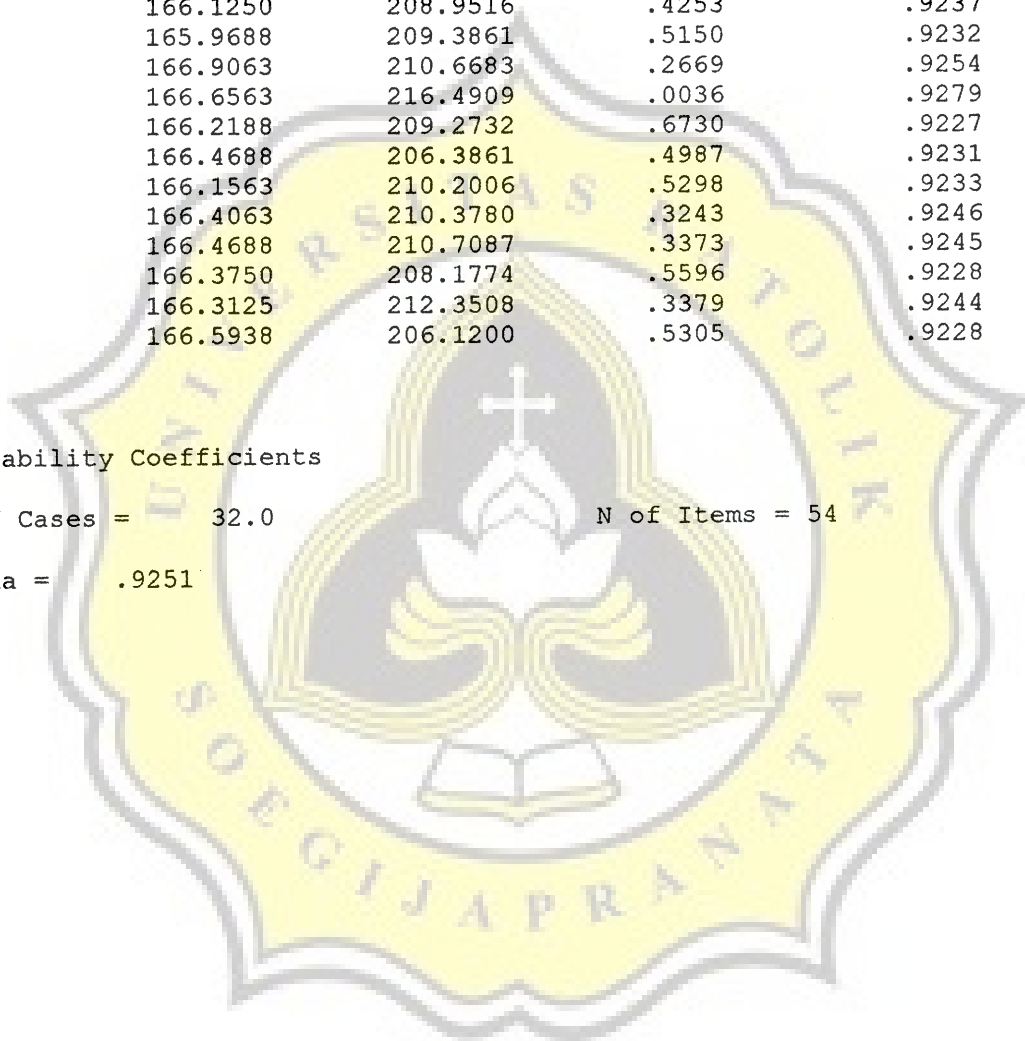 166.1250 208.9516 .4253 .9237
165.9688 209.3861 .5150 .9232
166.9063 210.6683 .2669 .9254
166.6563 216.4909 .0036 .9279
166.2188 209.2732 .6730 .9227
166.4688 206.3861 .4987 .9231
166.1563 210.2006 .5298 .9233
166.4063 210.3780 .3243 .9246
166.4688 210.7087 .3373 .9245
166.3750 208.1774 .5596 .9228
166.3125 212.3508 .3379 .9244
166.5938 206.1200 .5305 .9228
ability Coefficients
Cases = 32.0 N of Items = 54
a = .9251
UNIVERSITAS KATOLIK
SOEGIJAPRANATA